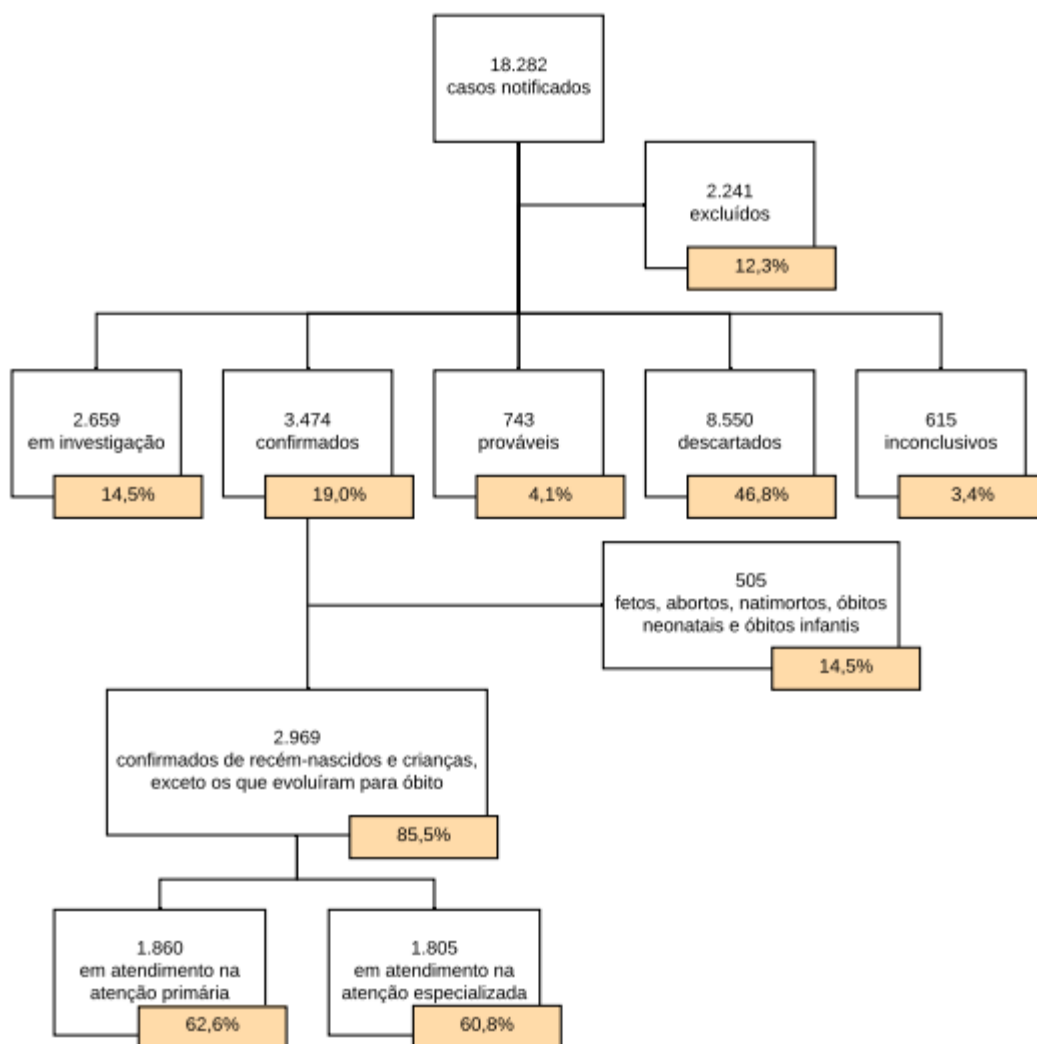 18.282
casos notificados
2.241
excluídos
12,3%
2.659
em investigação
14,5%
3.474
confirmados
19,0%
743
prováveis
4,1%
8.550
descartados
46,8%
615
inconclusivos
3,4%
505
fetos, abortos, natimortos, óbitos
neonatais e óbitos infantis
14,5%
2.969
confirmados de recém-nascidos e crianças,
exceto os que evoluíram para óbito
85,5%
1.860
em atendimento na
atenção primária
62,6%
1.805
em atendimento na
atenção especializada
60,8%